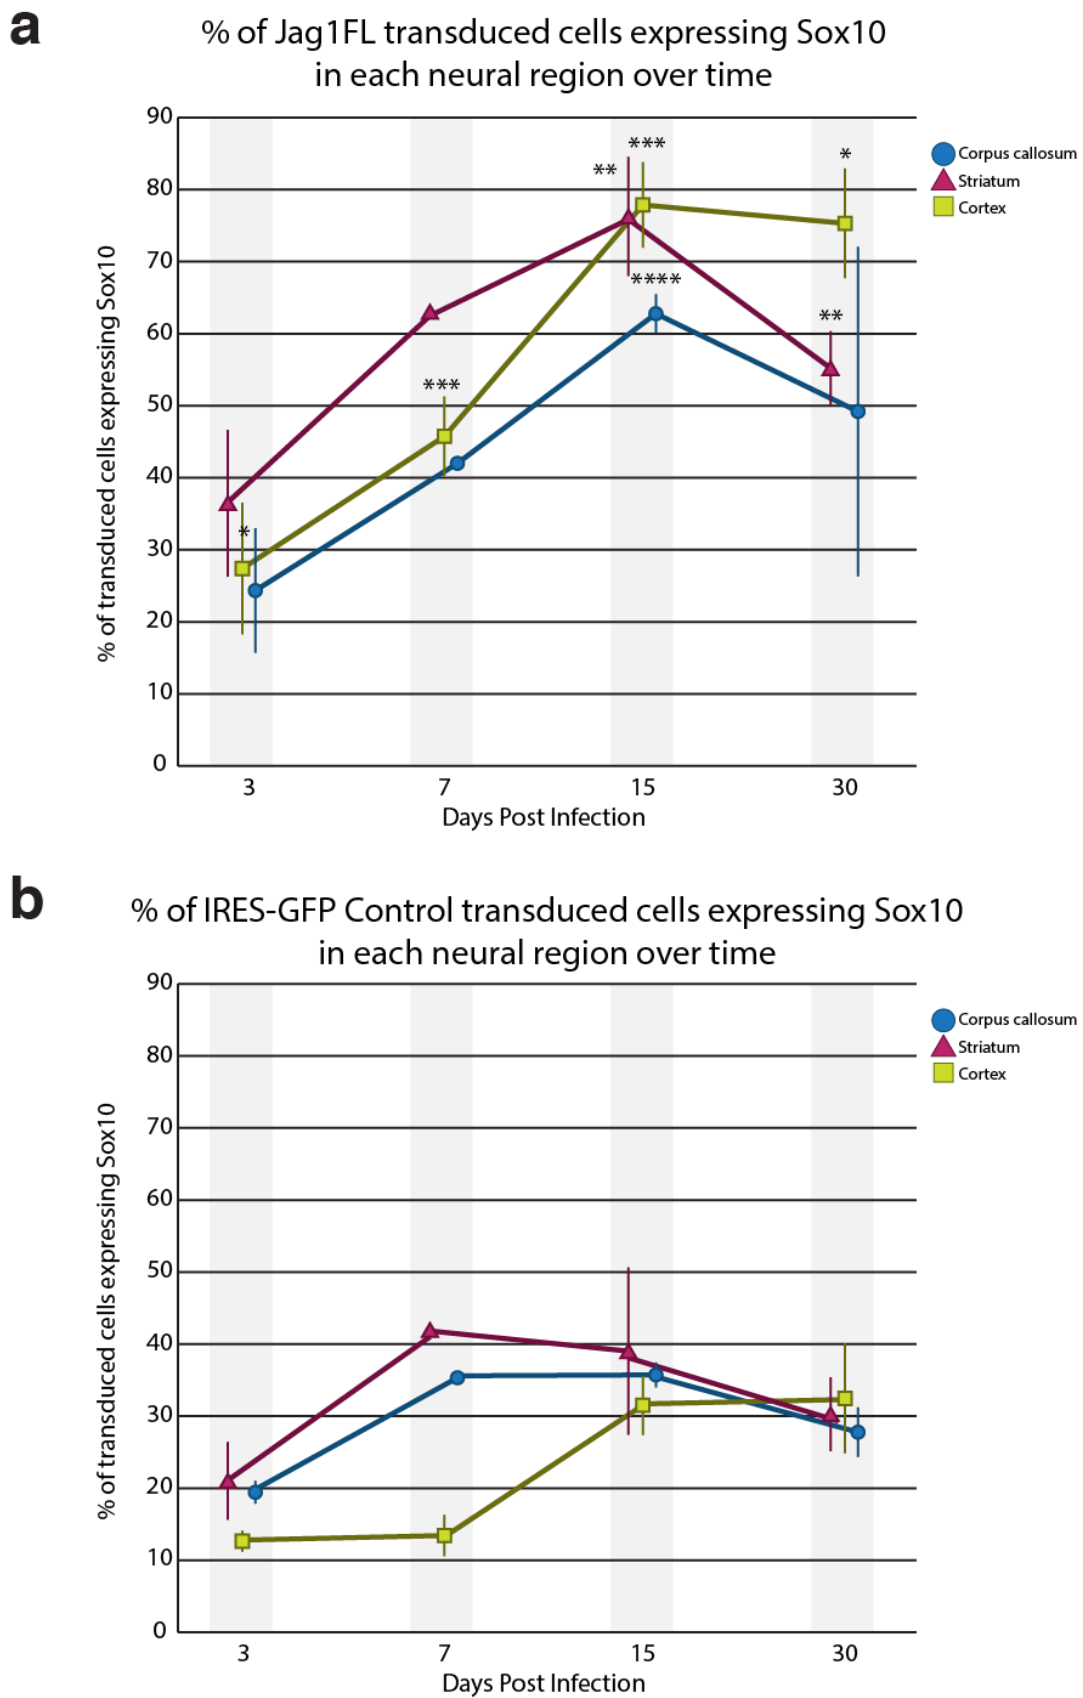 a
% of Jag1FL transduced cells expressing Sox10
in each neural region over time
% of transduced cells expressing Sox10
90
80
70
60
50
40
30
20
10
0
***
**
*
****
**
***
*
3 7 15 30
Days Post Infection
Corpus callosum
Striatum
Cortex
b
% of IRES-GFP Control transduced cells expressing Sox10
in each neural region over time
% of transduced cells expressing Sox10
90
80
70
60
50
40
30
20
10
0
3 7 15 30
Days Post Infection
Corpus callosum
Striatum
Cortex